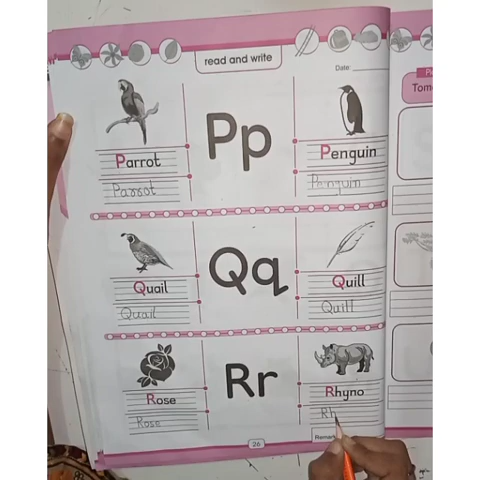 read and write
Date:
Pp
Parrot
Parrot
Penguin
Penguin
Qq
Quail
Quail
Quill
Quill
Rr
Rose
Rose
Rhyno
Rh
26
Remark
Tom